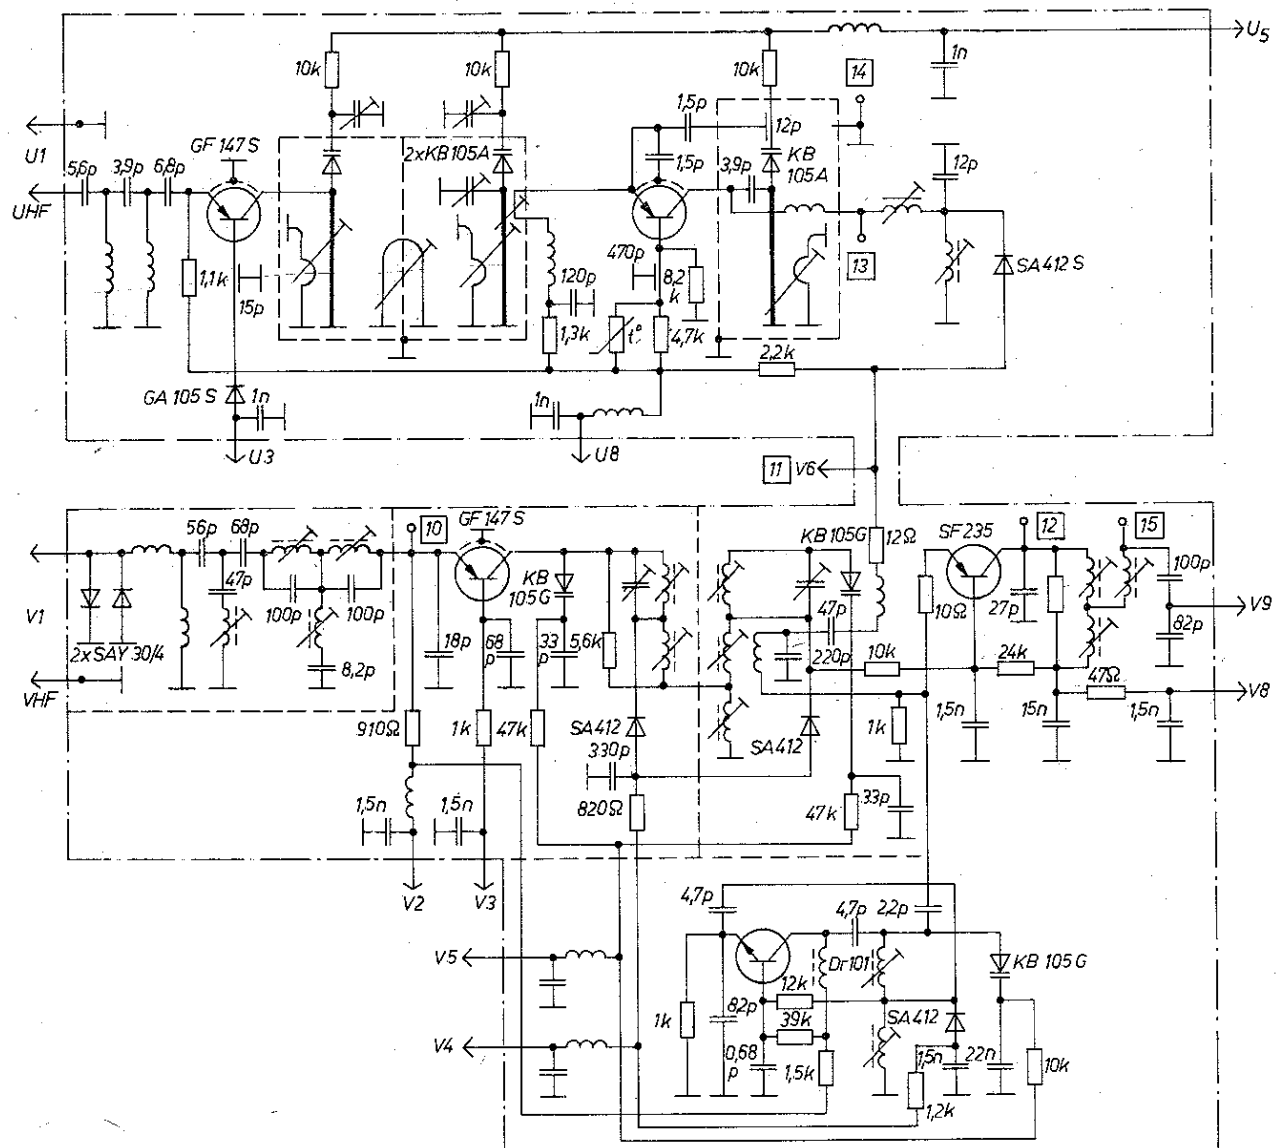 U5
10k
10k
10k
14
1n
1,5p
12p
U1
GF 147 S
2xKB105A
1,5p
KB
105A
12p
5,6p
3,9p
6,8p
3,9p
UHF
470p
13
1,1k
15p
120p
8,2
k
SA 412 S
1,3k
t°
4,7k
2,2k
GA 105 S
1n
1n
U3
U8
11
V6
56p
68p
10
GF 147 S
KB 105G
12Ω
SF 235
12
15
47p
KB
105G
100p
100p
100p
47p
10Ω
27p
V1
V9
2x SAY 30/4
18p
68
p
33
p
5,6k
220p
82p
8,2p
10k
24k
47Ω
VHF
V8
910Ω
1k
47k
SA 412
SA 412
1k
1,5n
15n
1,5n
330p
1,5n
1,5n
820Ω
47k
33p
V2
V3
4,7p
4,7p
2,2p
V5
Dr101
KB 105 G
12k
1k
82p
39k
SA 412
V4
0,68
p
1,5k
1,5n
22n
10k
1,2k